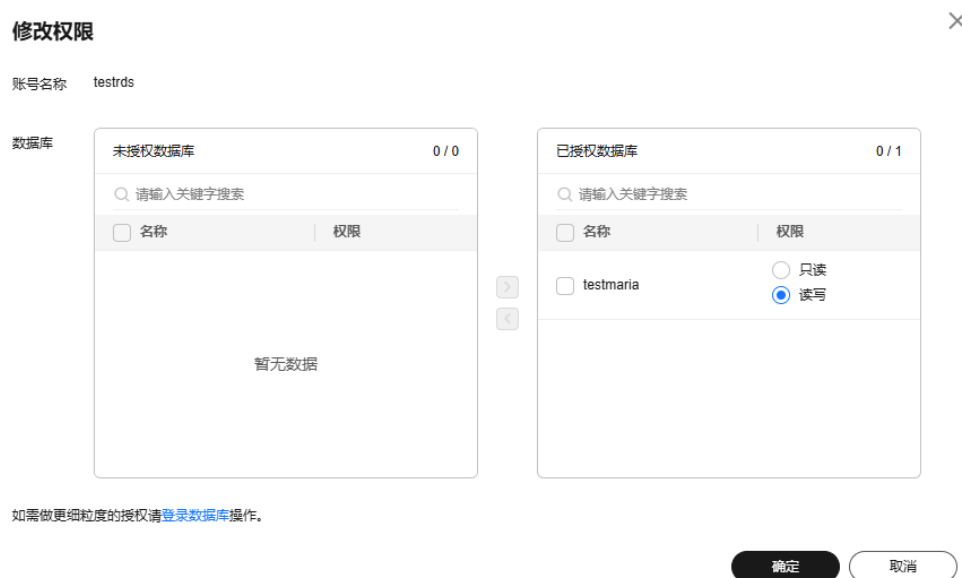 修改权限
账号名称 testrds
数据库
未授权数据库 0 / 0
请输入关键字搜索
名称 权限
暂无数据
已授权数据库 0 / 1
请输入关键字搜索
名称 权限
testmaria
只读
读写
如需做更细粒度的授权请登录数据库操作。
确定 取消